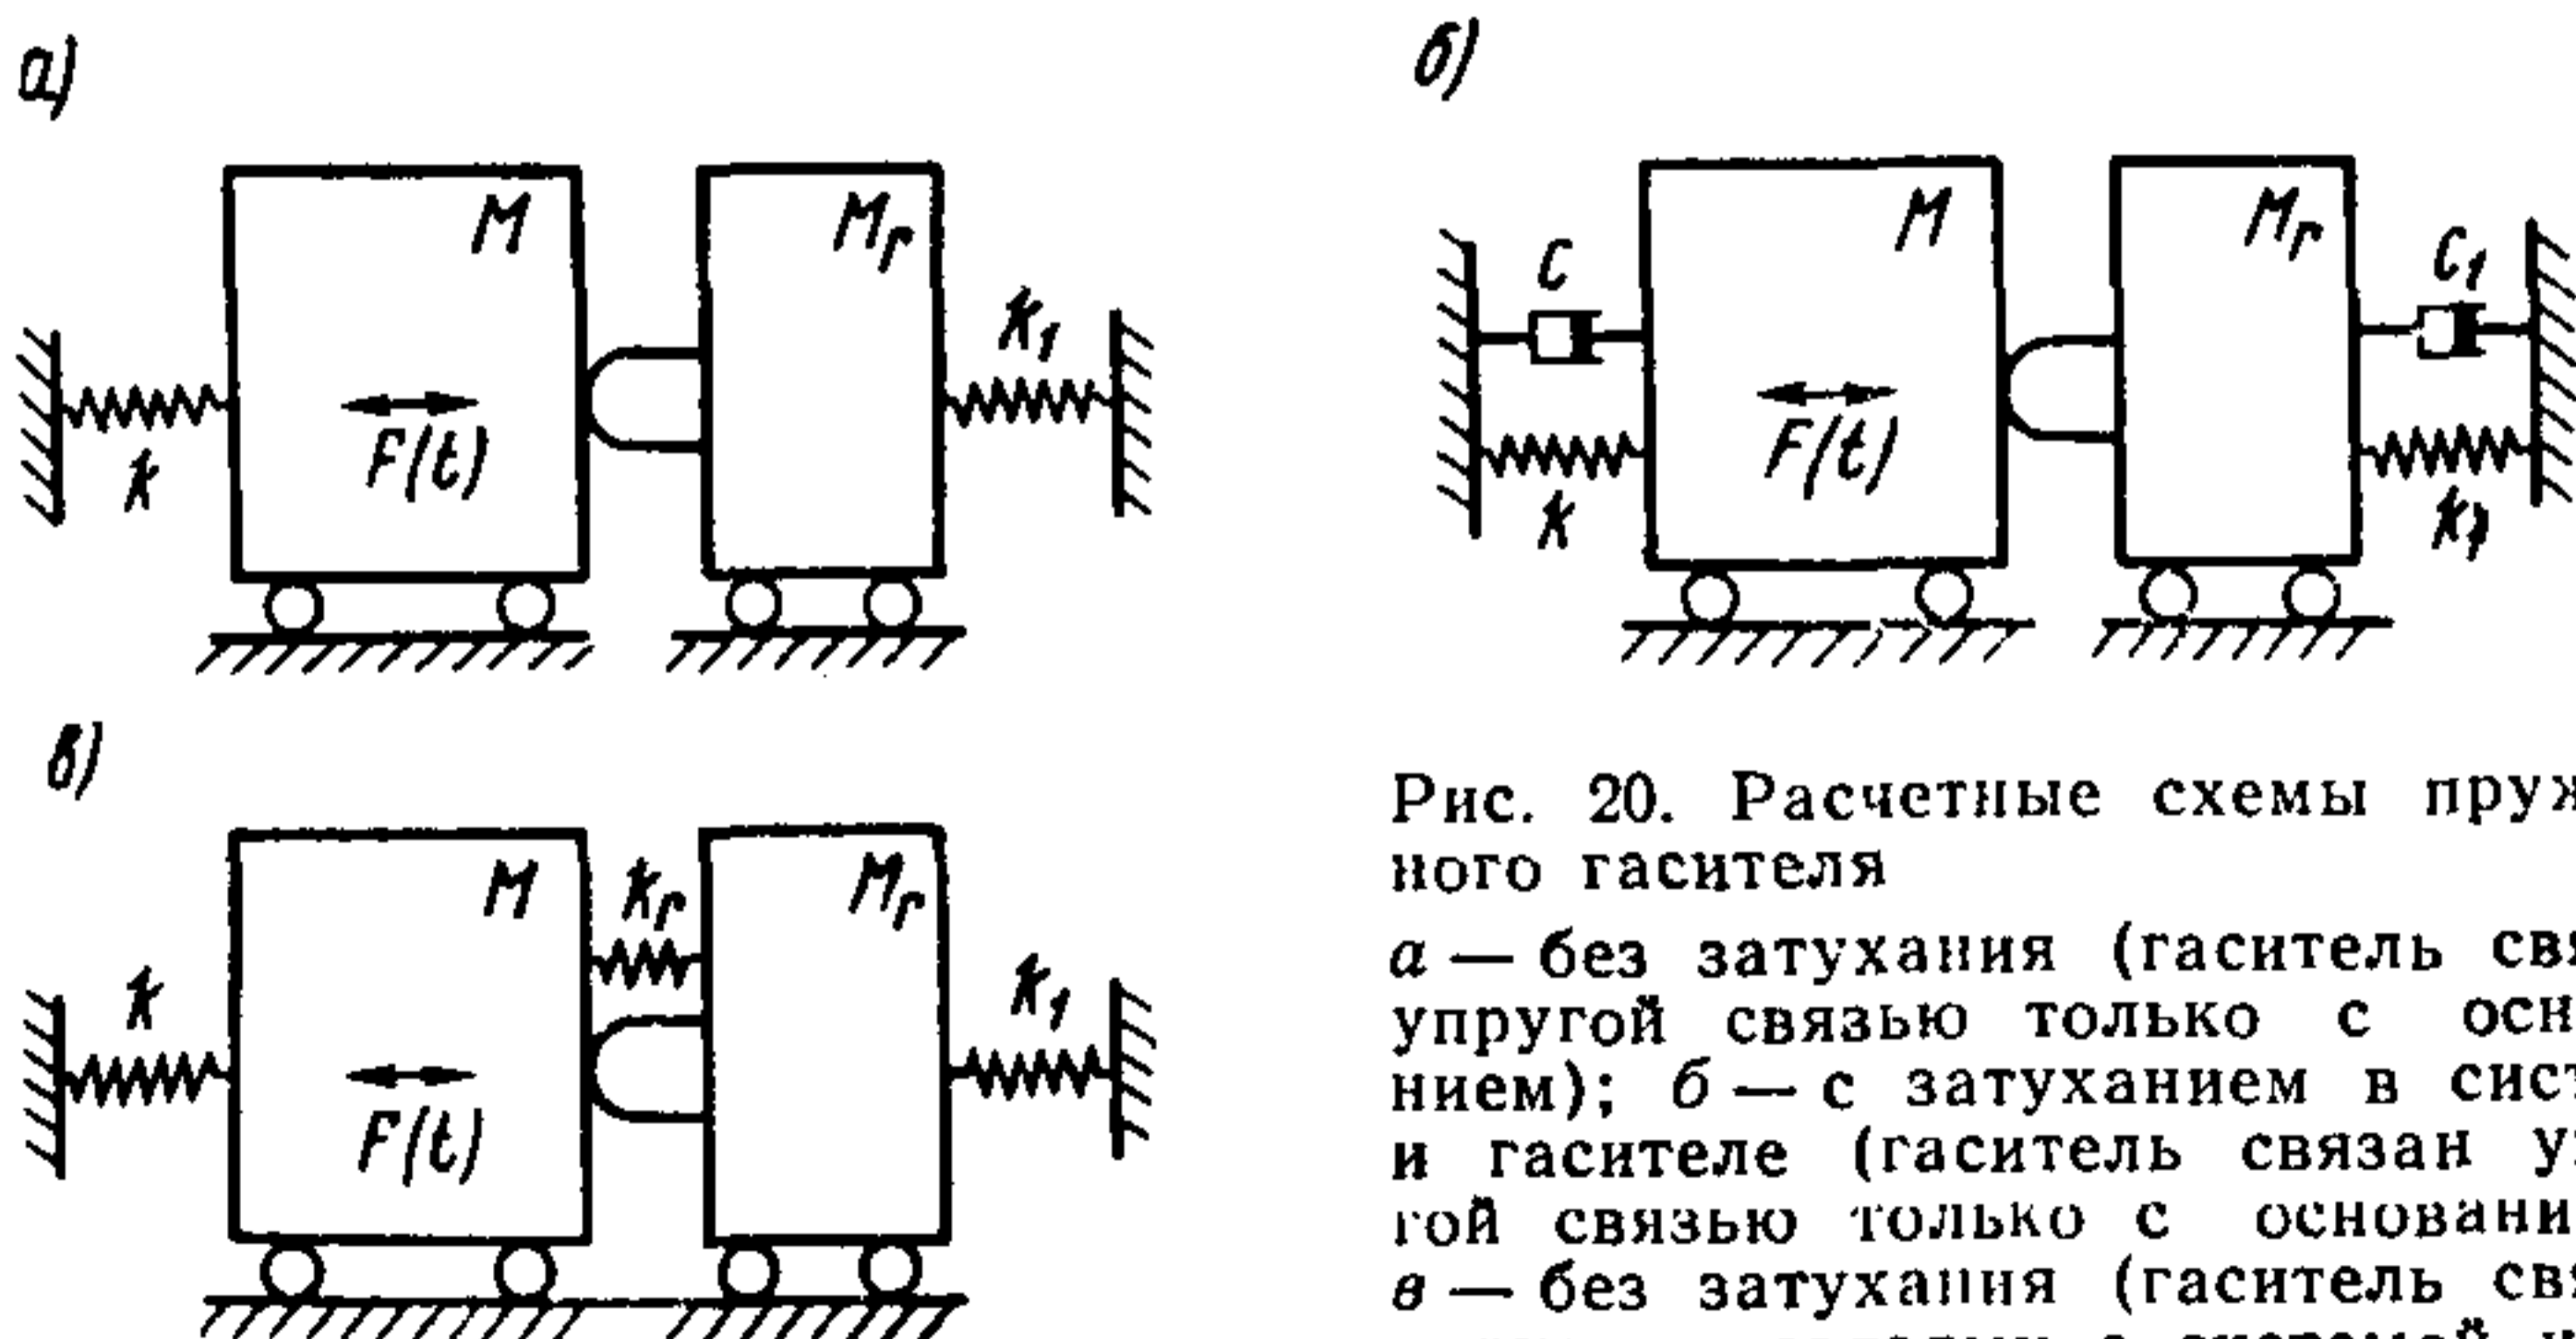 а)
M
Mг
k
F(t)
k₁
б)
C
M
Mг
C₁
k
F(t)
k₁
в)
M
kг
Mг
k
F(t)
k₁
Рис. 20. Расчетные схемы пруж
ного гасителя
а — без затухания (гаситель свя
упругой связью только с осн
нием); б — с затуханием в сист
и гасителе (гаситель связан у
гой связью только с основани
в — без затухания (гаситель свя